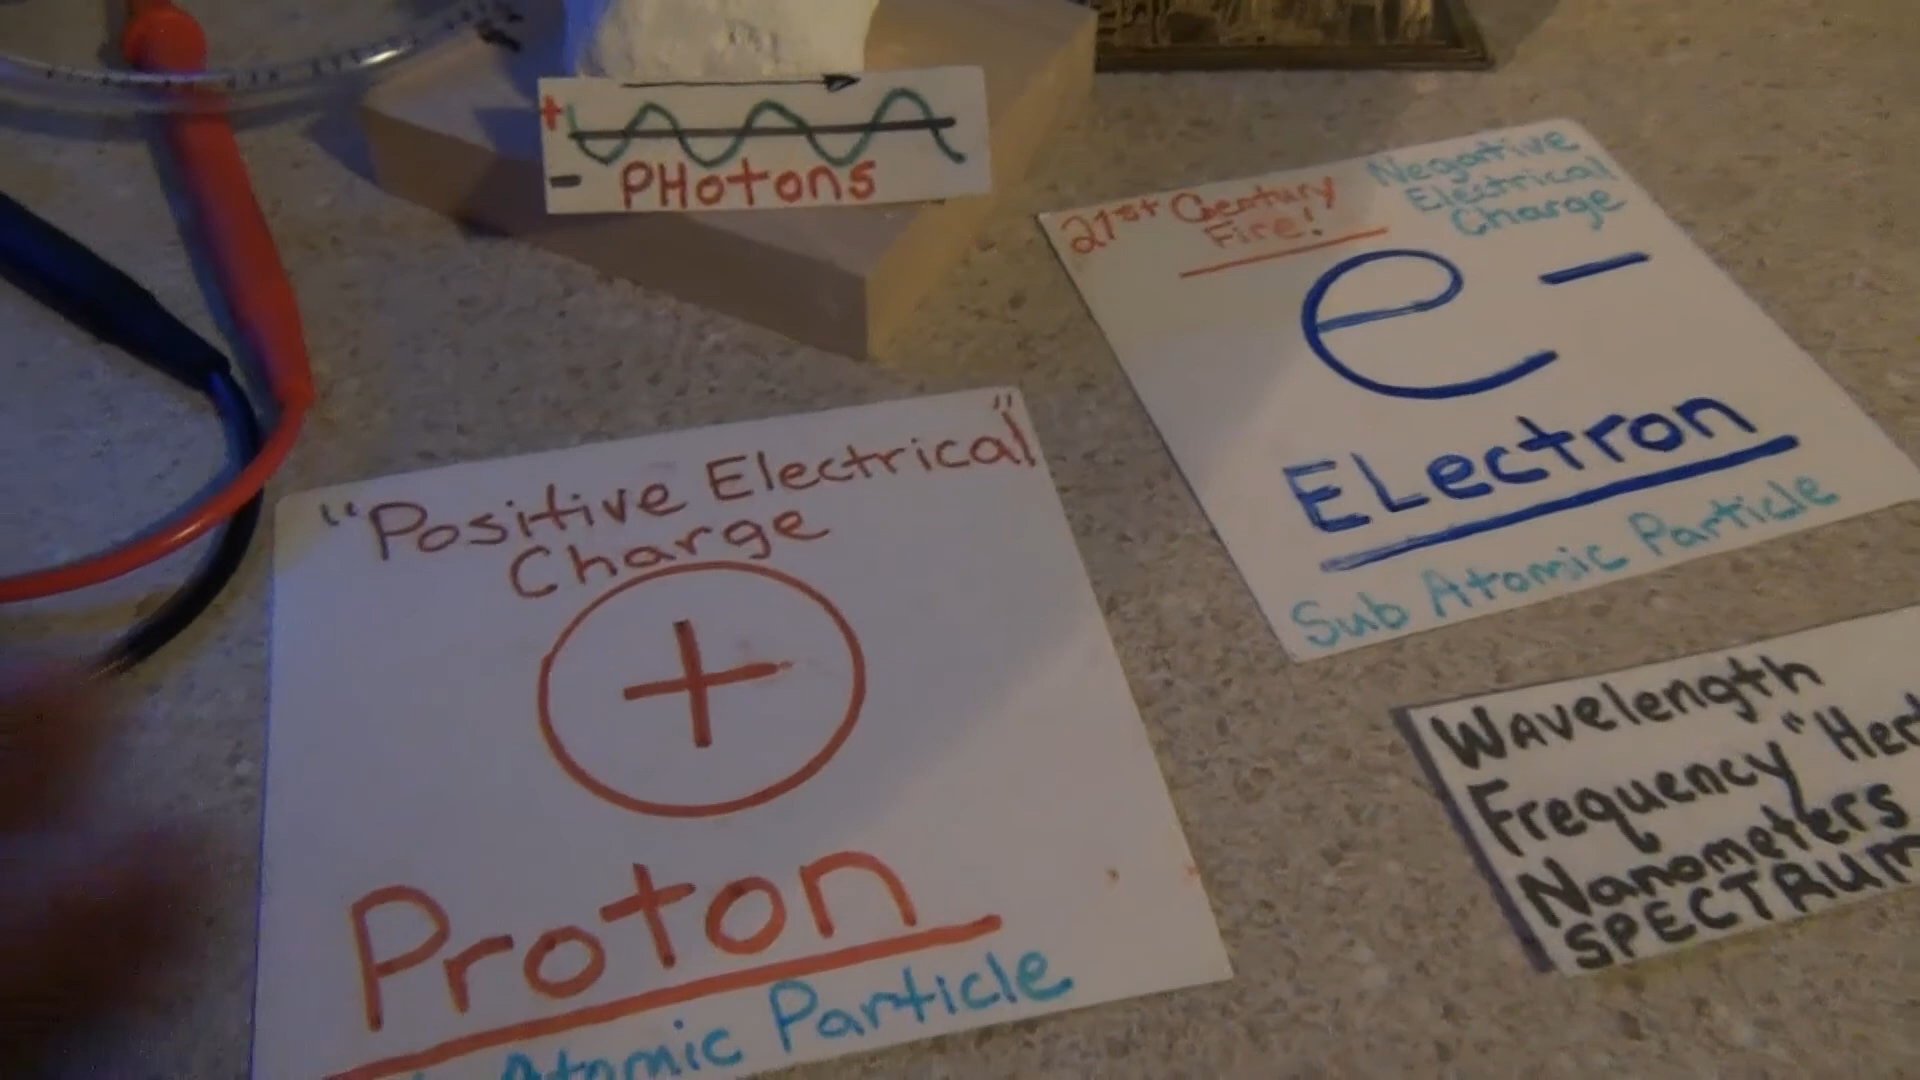 +
- PHotons
21st Century
Fire!
Negative
Electrical
Charge
e -
ELectron
Sub Atomic Particle
"Positive Electrical"
Charge
+
Proton
Atomic Particle
Wavelength
Frequency "Hert
Nanometers
SPECTRUM